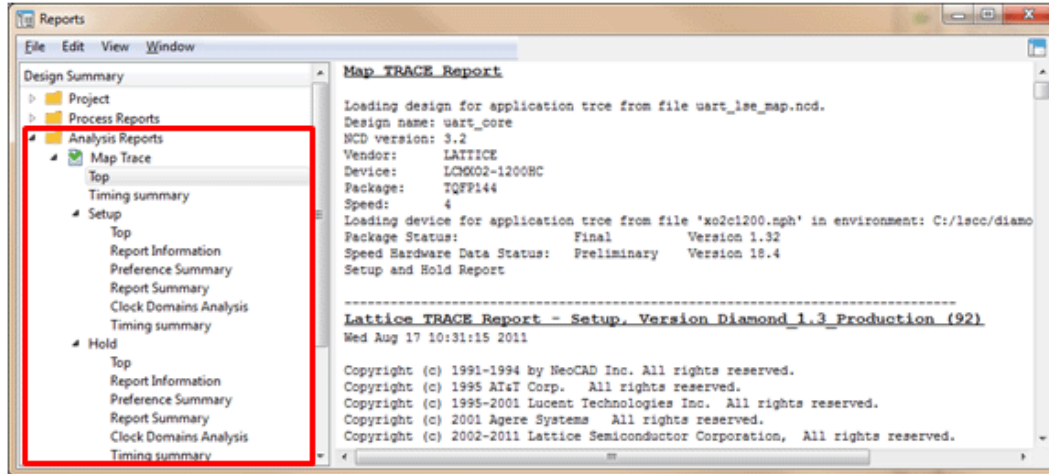 Reports
File Edit View Window
Design Summary
Project
Process Reports
Analysis Reports
Map Trace
Top
Timing summary
Setup
Top
Report Information
Preference Summary
Report Summary
Clock Domains Analysis
Timing summary
Hold
Top
Report Information
Preference Summary
Report Summary
Clock Domains Analysis
Timing summary
Map TRACE Report
Loading design for application trce from file uart_lse_map.ncd.
Design name: uart_core
NCD version: 3.2
Vendor: LATTICE
Device: LCMXO2-1200HC
Package: TQFP144
Speed: 4
Loading device for application trce from file 'xo2c1200.nph' in environment: C:/lscc/diamo
Package Status: Final Version 1.32
Speed Hardware Data Status: Preliminary Version 18.4
Setup and Hold Report
--------------------------------------------------------------------------------
Lattice TRACE Report - Setup, Version Diamond_1.3_Production (92)
Wed Aug 17 10:31:15 2011
Copyright (c) 1991-1994 by NeoCAD Inc. All rights reserved.
Copyright (c) 1995 AT&T Corp. All rights reserved.
Copyright (c) 1995-2001 Lucent Technologies Inc. All rights reserved.
Copyright (c) 2001 Agere Systems All rights reserved.
Copyright (c) 2002-2011 Lattice Semiconductor Corporation, All rights reserved.